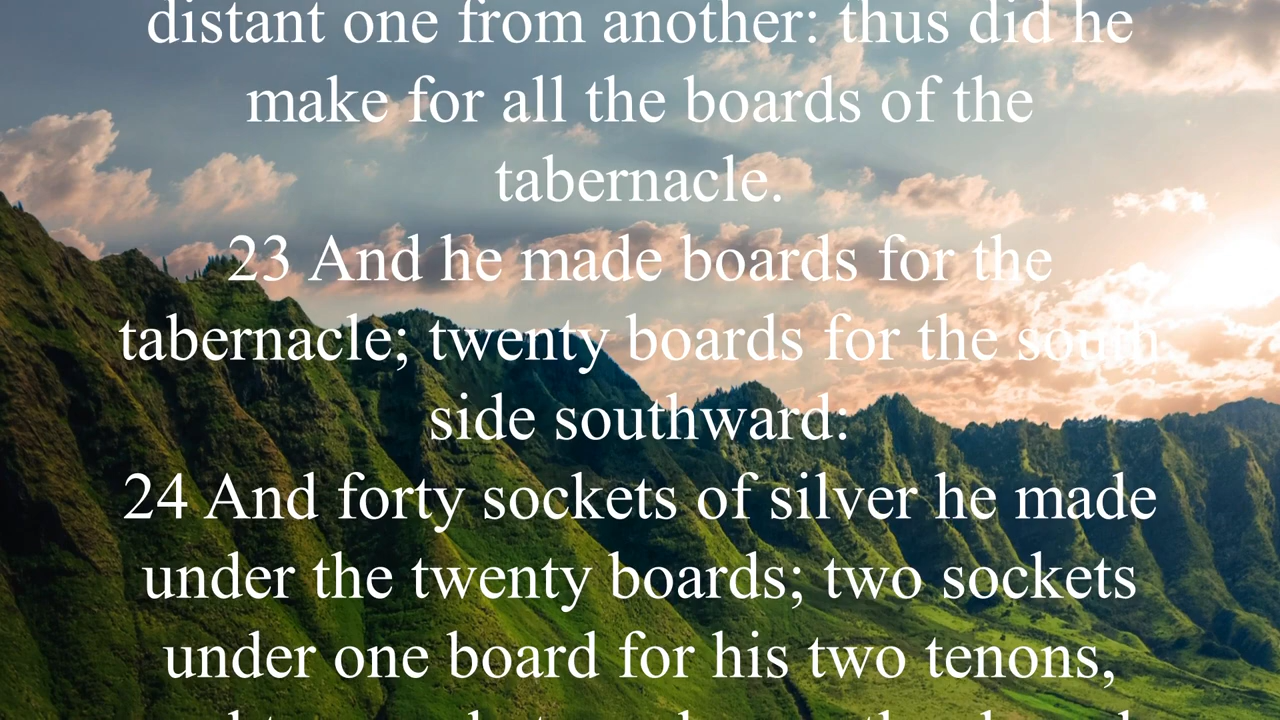 distant one from another: thus did he
make for all the boards of the
tabernacle.
23 And he made boards for the
tabernacle; twenty boards for the south
side southward:
24 And forty sockets of silver he made
under the twenty boards; two sockets
under one board for his two tenons,